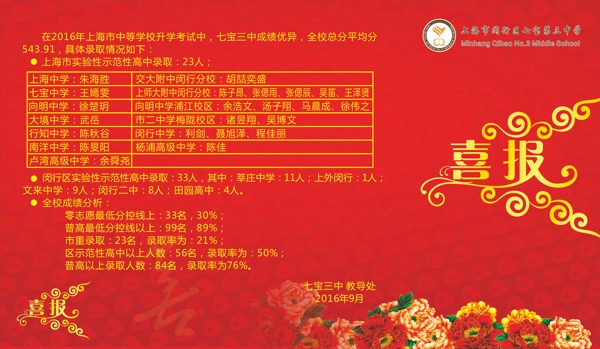 在2016年上海市中等学校升学考试中，七宝三中成绩优异，全校总分平均分
543.91，具体录取情况如下：
● 上海市实验性示范性高中录取：23人；
上海中学：朱海胜 交大附中闵行分校：胡喆奕盛
七宝中学：王嫣雯 上师大附中闵行分校：陈子昂、张偲雨、张偲辰、吴笛、王泽赟
向明中学：徐楚玥 向明中学浦江校区：余浩文、汤子翔、马晨成、徐伟之
大境中学：武岳 市二中学梅陇校区：诸昱翔、吴博文
行知中学：陈秋谷 闵行中学：利剑、聂旭泽、程佳丽
南洋中学：陈旻阳 杨浦高级中学：陈佳
卢湾高级中学：余舜尧
● 闵行区实验性示范性高中录取：33人，其中：莘庄中学：11人；上外闵行：1人；
文来中学：9人；闵行二中：8人；田园高中：4人。
● 全校成绩分析：
零志愿最低分控线上：33名，30%；
普高最低分控线以上：99名，89%；
市重录取：23名，录取率为：21%；
区示范性高中以上人数：56名，录取率为：50%；
普高以上录取人数：84名，录取率为76%。
七宝三中 教导处
2016年9月
喜报
上海市闵行区七宝第三中学
Minhang Qibao No.3 Middle School
喜报